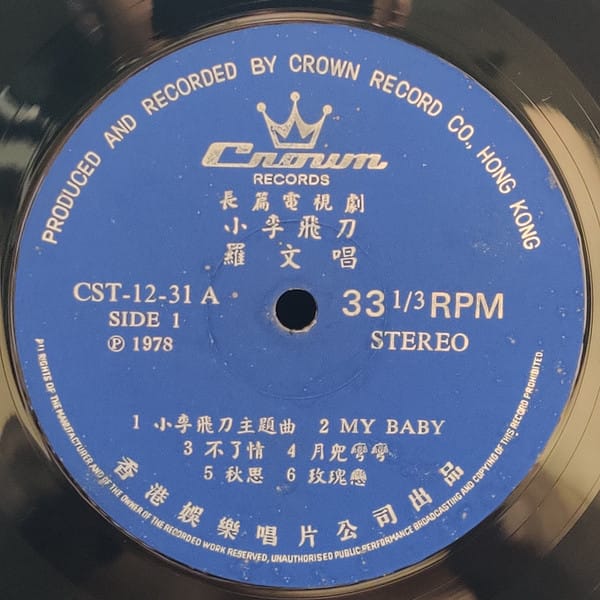 PRODUCED AND RECORDED BY CROWN RECORD CO., HONG KONG
Crown
RECORDS
長篇電視劇
小李飛刀
羅文唱
CST-12-31 A
SIDE 1
Ⓟ 1978
33 1/3 RPM
STEREO
1 小李飛刀主題曲 2 MY BABY
3 不了情 4 月兒彎彎
5 秋思 6 玫瑰戀
香港娛樂唱片公司出品
All RIGHTS OF THE MANUFACTURER AND OF THE OWNER OF THE RECORDED WORK RESERVED, UNAUTHORISED PUBLIC PERFORMANCE BROADCASTING AND COPYING OF THIS RECORD PROHIBITED.